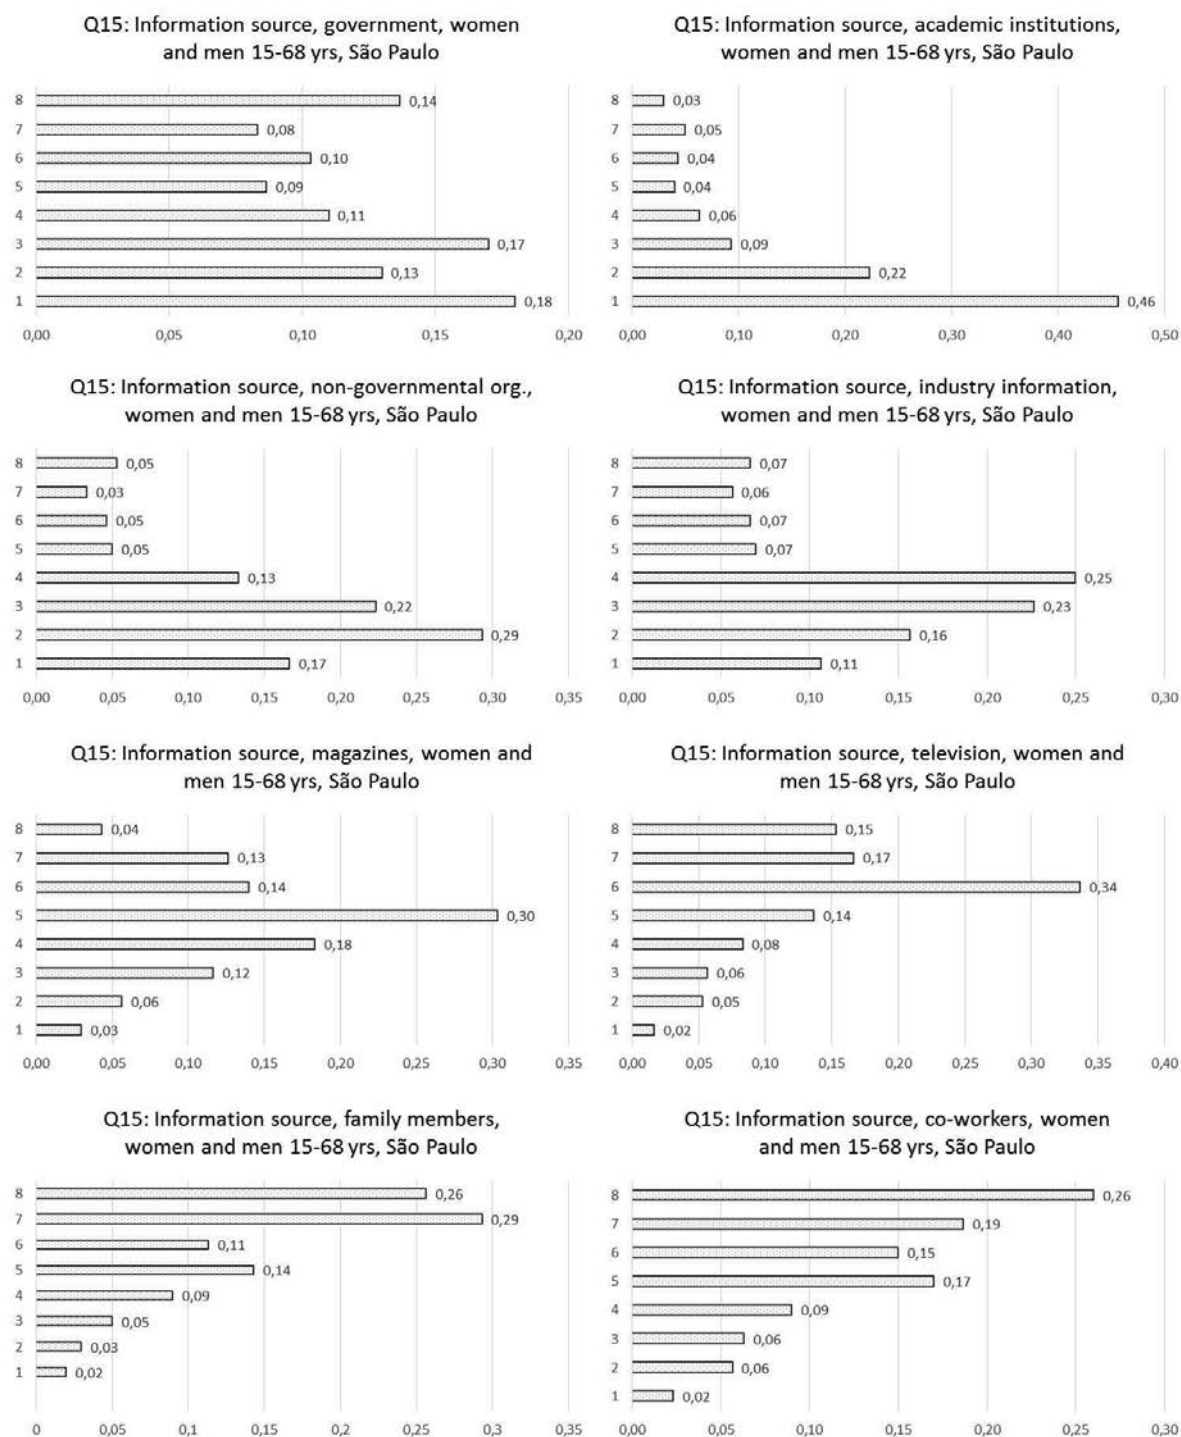 Q15: Information source, government, women
and men 15-68 yrs, São Paulo
8 0,14
7 0,08
6 0,10
5 0,09
4 0,11
3 0,17
2 0,13
1 0,18
0,00 0,05 0,10 0,15 0,20
Q15: Information source, academic institutions,
women and men 15-68 yrs, São Paulo
8 0,03
7 0,05
6 0,04
5 0,04
4 0,06
3 0,09
2 0,22
1 0,46
0,00 0,10 0,20 0,30 0,40 0,50
Q15: Information source, non-governmental org.,
women and men 15-68 yrs, São Paulo
8 0,05
7 0,03
6 0,05
5 0,05
4 0,13
3 0,22
2 0,29
1 0,17
0,00 0,05 0,10 0,15 0,20 0,25 0,30 0,35
Q15: Information source, industry information,
women and men 15-68 yrs, São Paulo
8 0,07
7 0,06
6 0,07
5 0,07
4 0,25
3 0,23
2 0,16
1 0,11
0,00 0,05 0,10 0,15 0,20 0,25 0,30
Q15: Information source, magazines, women and
men 15-68 yrs, São Paulo
8 0,04
7 0,13
6 0,14
5 0,30
4 0,18
3 0,12
2 0,06
1 0,03
0,00 0,05 0,10 0,15 0,20 0,25 0,30 0,35
Q15: Information source, television, women and
men 15-68 yrs, São Paulo
8 0,15
7 0,17
6 0,34
5 0,14
4 0,08
3 0,06
2 0,05
1 0,02
0,00 0,05 0,10 0,15 0,20 0,25 0,30 0,35 0,40
Q15: Information source, family members,
women and men 15-68 yrs, São Paulo
8 0,26
7 0,29
6 0,11
5 0,14
4 0,09
3 0,05
2 0,03
1 0,02
0 0,05 0,1 0,15 0,2 0,25 0,3 0,35
Q15: Information source, co-workers, women
and men 15-68 yrs, São Paulo
8 0,26
7 0,19
6 0,15
5 0,17
4 0,09
3 0,06
2 0,06
1 0,02
0,00 0,05 0,10 0,15 0,20 0,25 0,30